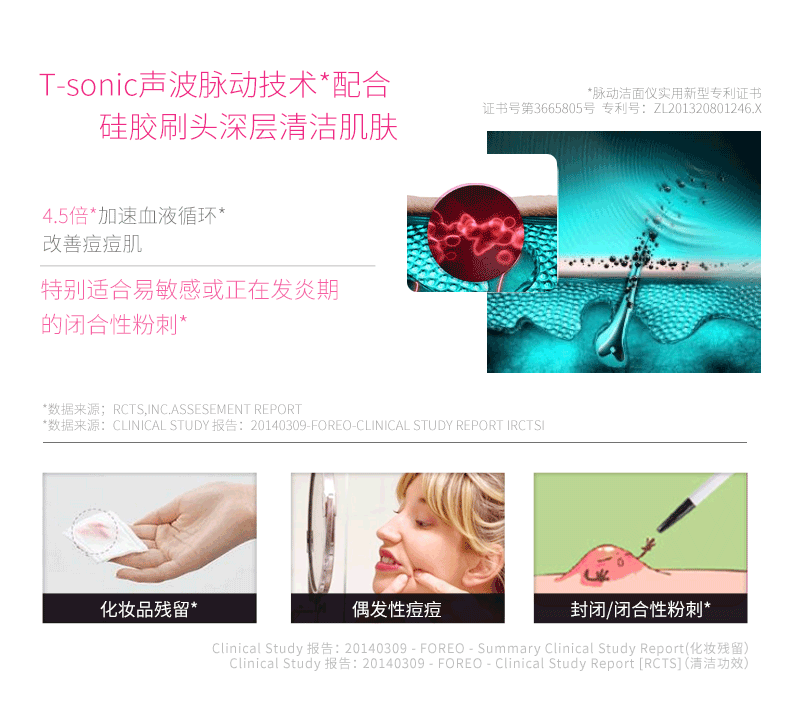 T-sonic声波脉动技术*配合
硅胶刷头深层清洁肌肤
*脉动洁面仪实用新型专利证书
证书号第3665805号 专利号：ZL201320801246.X
4.5倍*加速血液循环*
改善痘痘肌
特别适合易敏感或正在发炎期
的闭合性粉刺*
*数据来源；RCTS,INC.ASSESEMENT REPORT
*数据来源：CLINICAL STUDY 报告：20140309-FOREO-CLINICAL STUDY REPORT IRCTSI
化妆品残留*
偶发性痘痘
封闭/闭合性粉刺*
Clinical Study 报告：20140309 - FOREO - Summary Clinical Study Report(化妆残留）
Clinical Study 报告：20140309 - FOREO - Clinical Study Report [RCTS]（清洁功效）